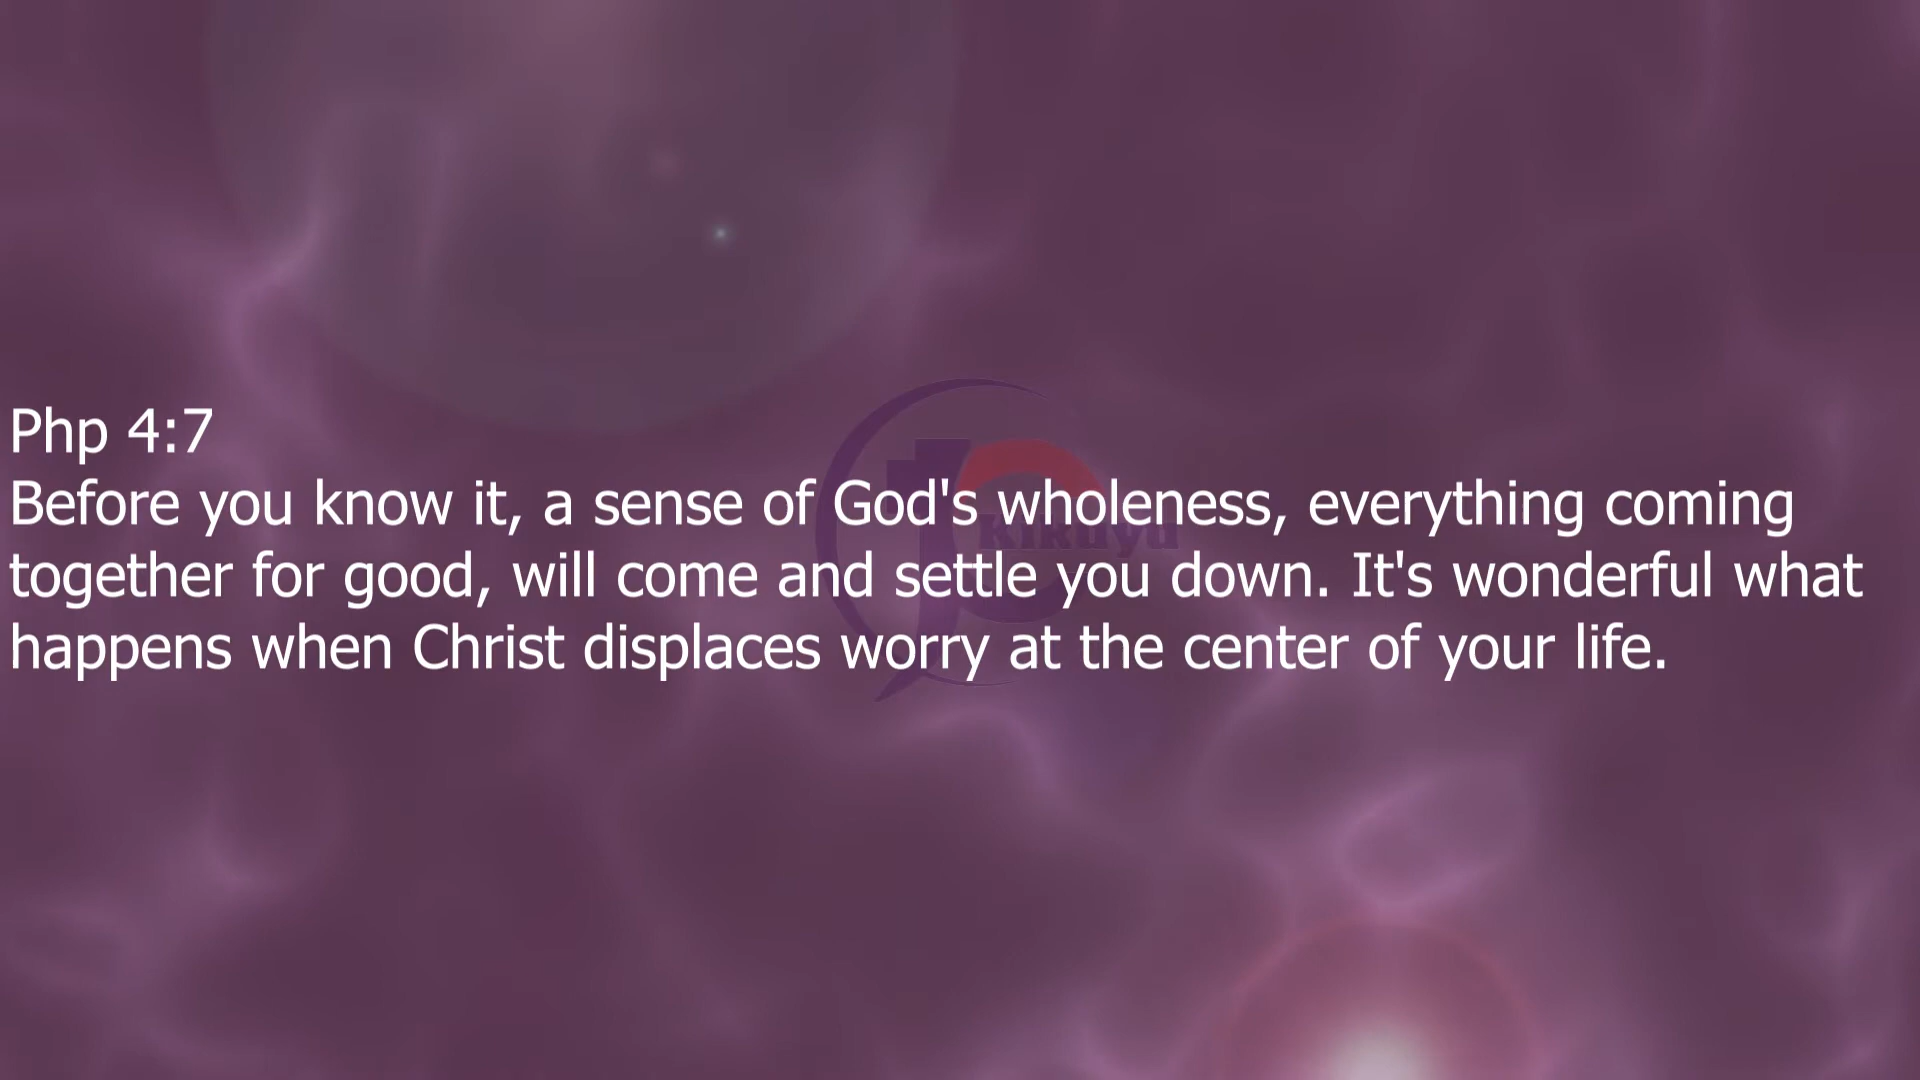 Php 4:7
Before you know it, a sense of God's wholeness, everything coming
together for good, will come and settle you down. It's wonderful what
happens when Christ displaces worry at the center of your life.
Kikuyu